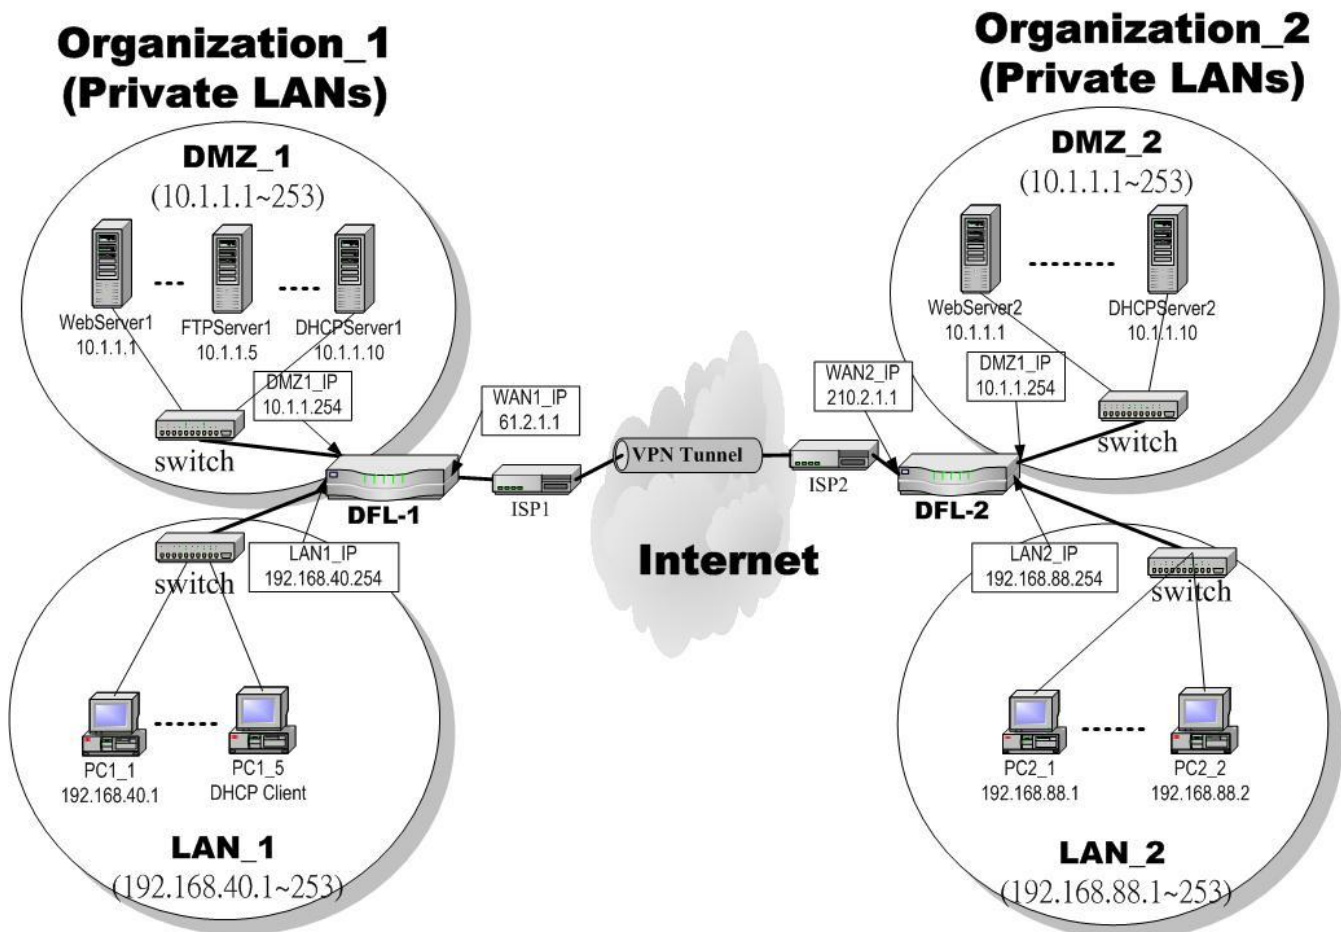 Organization_1
(Private LANs)
DMZ_1
(10.1.1.1~253)
WebServer1
10.1.1.1
FTPServer1
10.1.1.5
DHCPServer1
10.1.1.10
DMZ1_IP
10.1.1.254
switch
WAN1_IP
61.2.1.1
DFL-1
ISP1
LAN1_IP
192.168.40.254
switch
PC1_1
192.168.40.1
PC1_5
DHCP Client
LAN_1
(192.168.40.1~253)
VPN Tunnel
Internet
Organization_2
(Private LANs)
DMZ_2
(10.1.1.1~253)
WebServer2
10.1.1.1
DHCPServer2
10.1.1.10
WAN2_IP
210.2.1.1
DMZ1_IP
10.1.1.254
switch
ISP2
DFL-2
LAN2_IP
192.168.88.254
switch
PC2_1
192.168.88.1
PC2_2
192.168.88.2
LAN_2
(192.168.88.1~253)